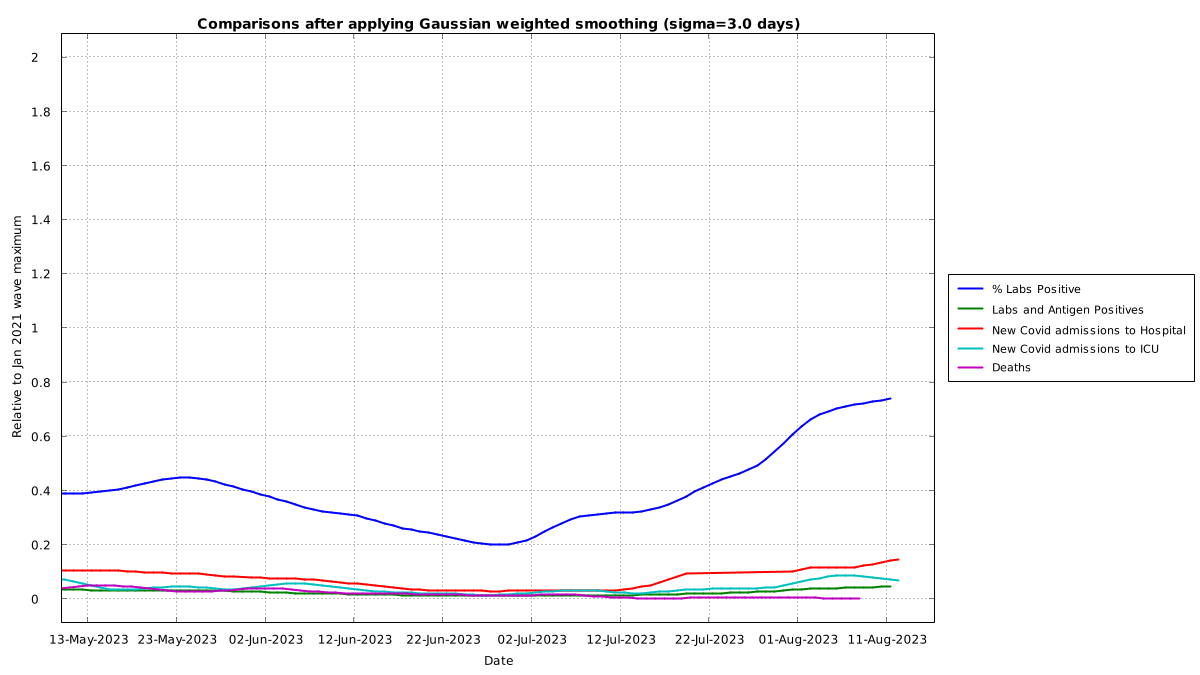 Comparisons after applying Gaussian weighted smoothing (sigma=3.0 days)
Relative to Jan 2021 wave maximum
2
1.8
1.6
1.4
1.2
1
0.8
0.6
0.4
0.2
0
13-May-2023 23-May-2023 02-Jun-2023 12-Jun-2023 22-Jun-2023 02-Jul-2023 12-Jul-2023 22-Jul-2023 01-Aug-2023 11-Aug-2023
Date
% Labs Positive
Labs and Antigen Positives
New Covid admissions to Hospital
New Covid admissions to ICU
Deaths